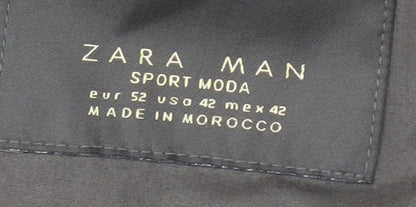 ZARA MAN
SPORT MODA
eur 52 usa 42 mex 42
MADE IN MOROCCO